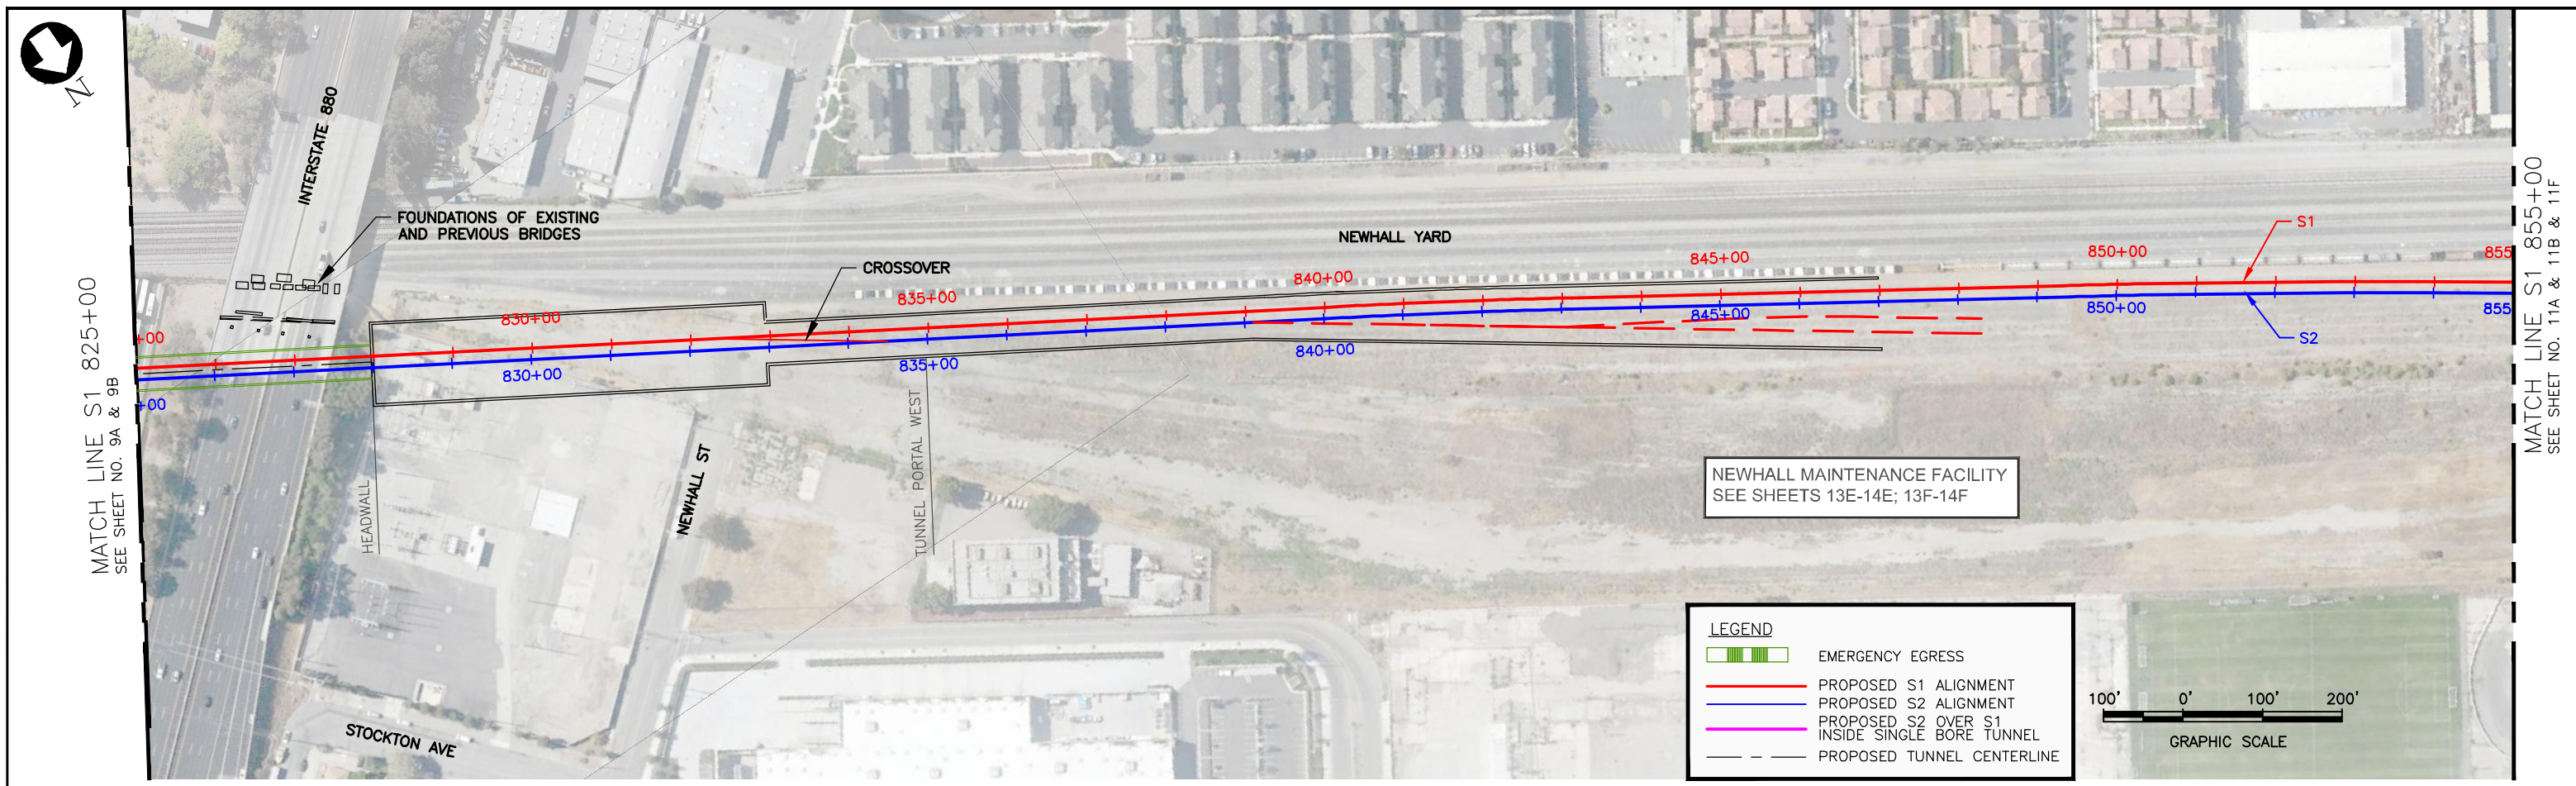 N
INTERSTATE 880
FOUNDATIONS OF EXISTING
AND PREVIOUS BRIDGES
CROSSOVER
NEWHALL YARD
S1
S2
+00
830+00
835+00
840+00
845+00
850+00
855
+00
830+00
835+00
840+00
845+00
850+00
855
MATCH LINE S1 825+00
SEE SHEET NO. 9A & 9B
MATCH LINE S1 855+00
SEE SHEET NO. 11A & 11B & 11F
HEADWALL
NEWHALL ST
TUNNEL PORTAL WEST
STOCKTON AVE
NEWHALL MAINTENANCE FACILITY
SEE SHEETS 13E-14E; 13F-14F
LEGEND
EMERGENCY EGRESS
PROPOSED S1 ALIGNMENT
PROPOSED S2 ALIGNMENT
PROPOSED S2 OVER S1
INSIDE SINGLE BORE TUNNEL
PROPOSED TUNNEL CENTERLINE
100' 0' 100' 200'
GRAPHIC SCALE